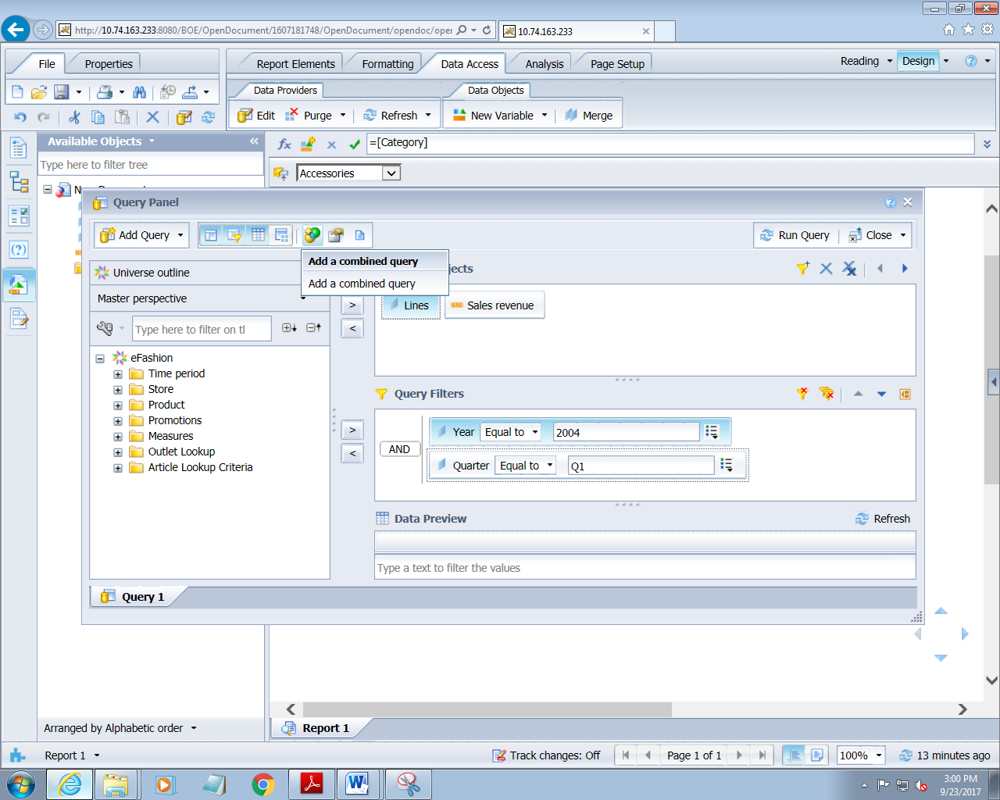 http://10.74.163.233:8080/BOE/OpenDocument/1607181748/OpenDocument/opendoc/oper
10.74.163.233
File
Properties
Report Elements
Formatting
Data Access
Analysis
Page Setup
Reading
Design
Data Providers
Data Objects
Edit
Purge
Refresh
New Variable
Merge
Available Objects
=[Category]
Type here to filter tree
Accessories
Query Panel
Add Query
Run Query
Close
Add a combined query
Add a combined query
Universe outline
Master perspective
Type here to filter on tl
Lines
Sales revenue
eFashion
Time period
Store
Product
Promotions
Measures
Outlet Lookup
Article Lookup Criteria
Query Filters
AND
Year
Equal to
2004
Quarter
Equal to
Q1
Data Preview
Refresh
Type a text to filter the values
Query 1
Arranged by Alphabetic order
Report 1
Report 1
Track changes: Off
Page 1 of 1
100%
13 minutes ago
3:00 PM
9/23/2017